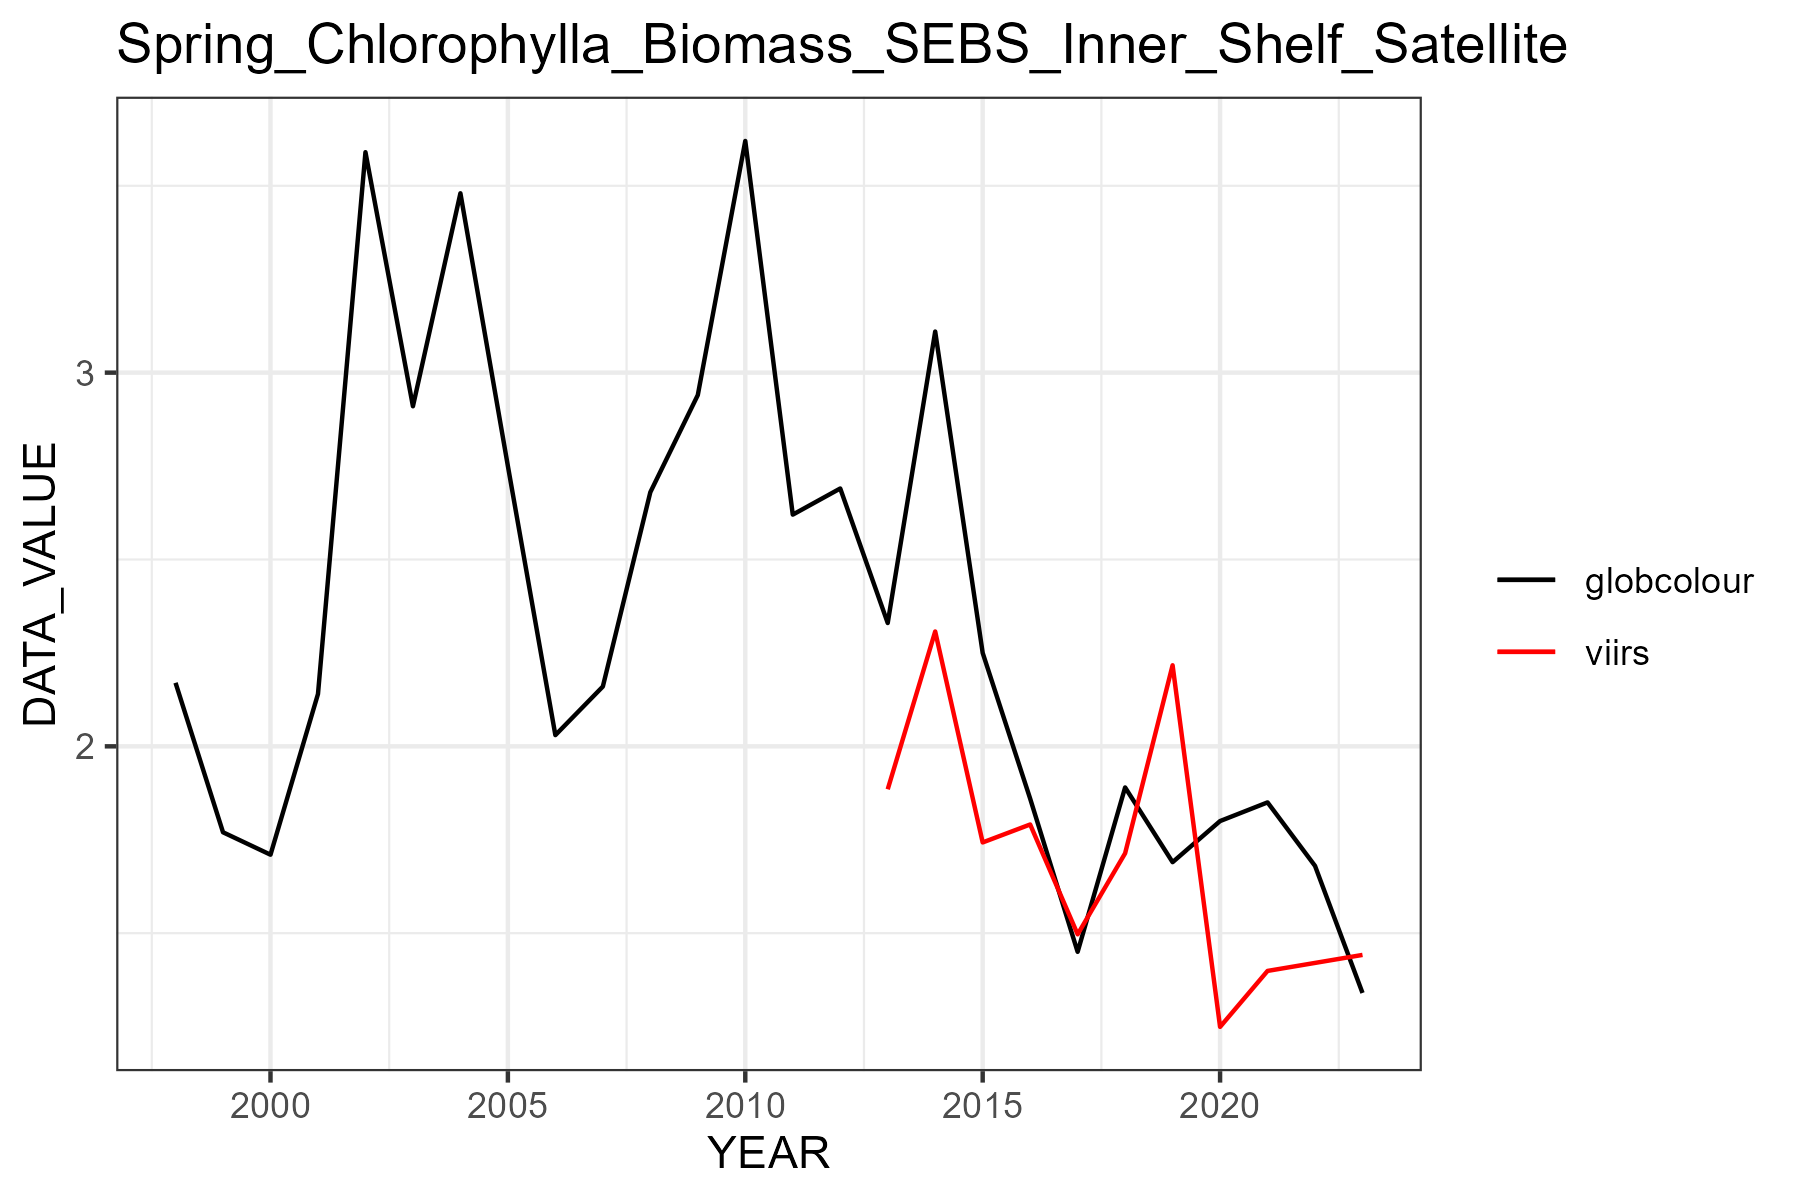 Spring_Chlorophylla_Biomass_SEBS_Inner_Shelf_Satellite
DATA_VALUE
3
2
2000 2005 2010 2015 2020
YEAR
globcolour
viirs